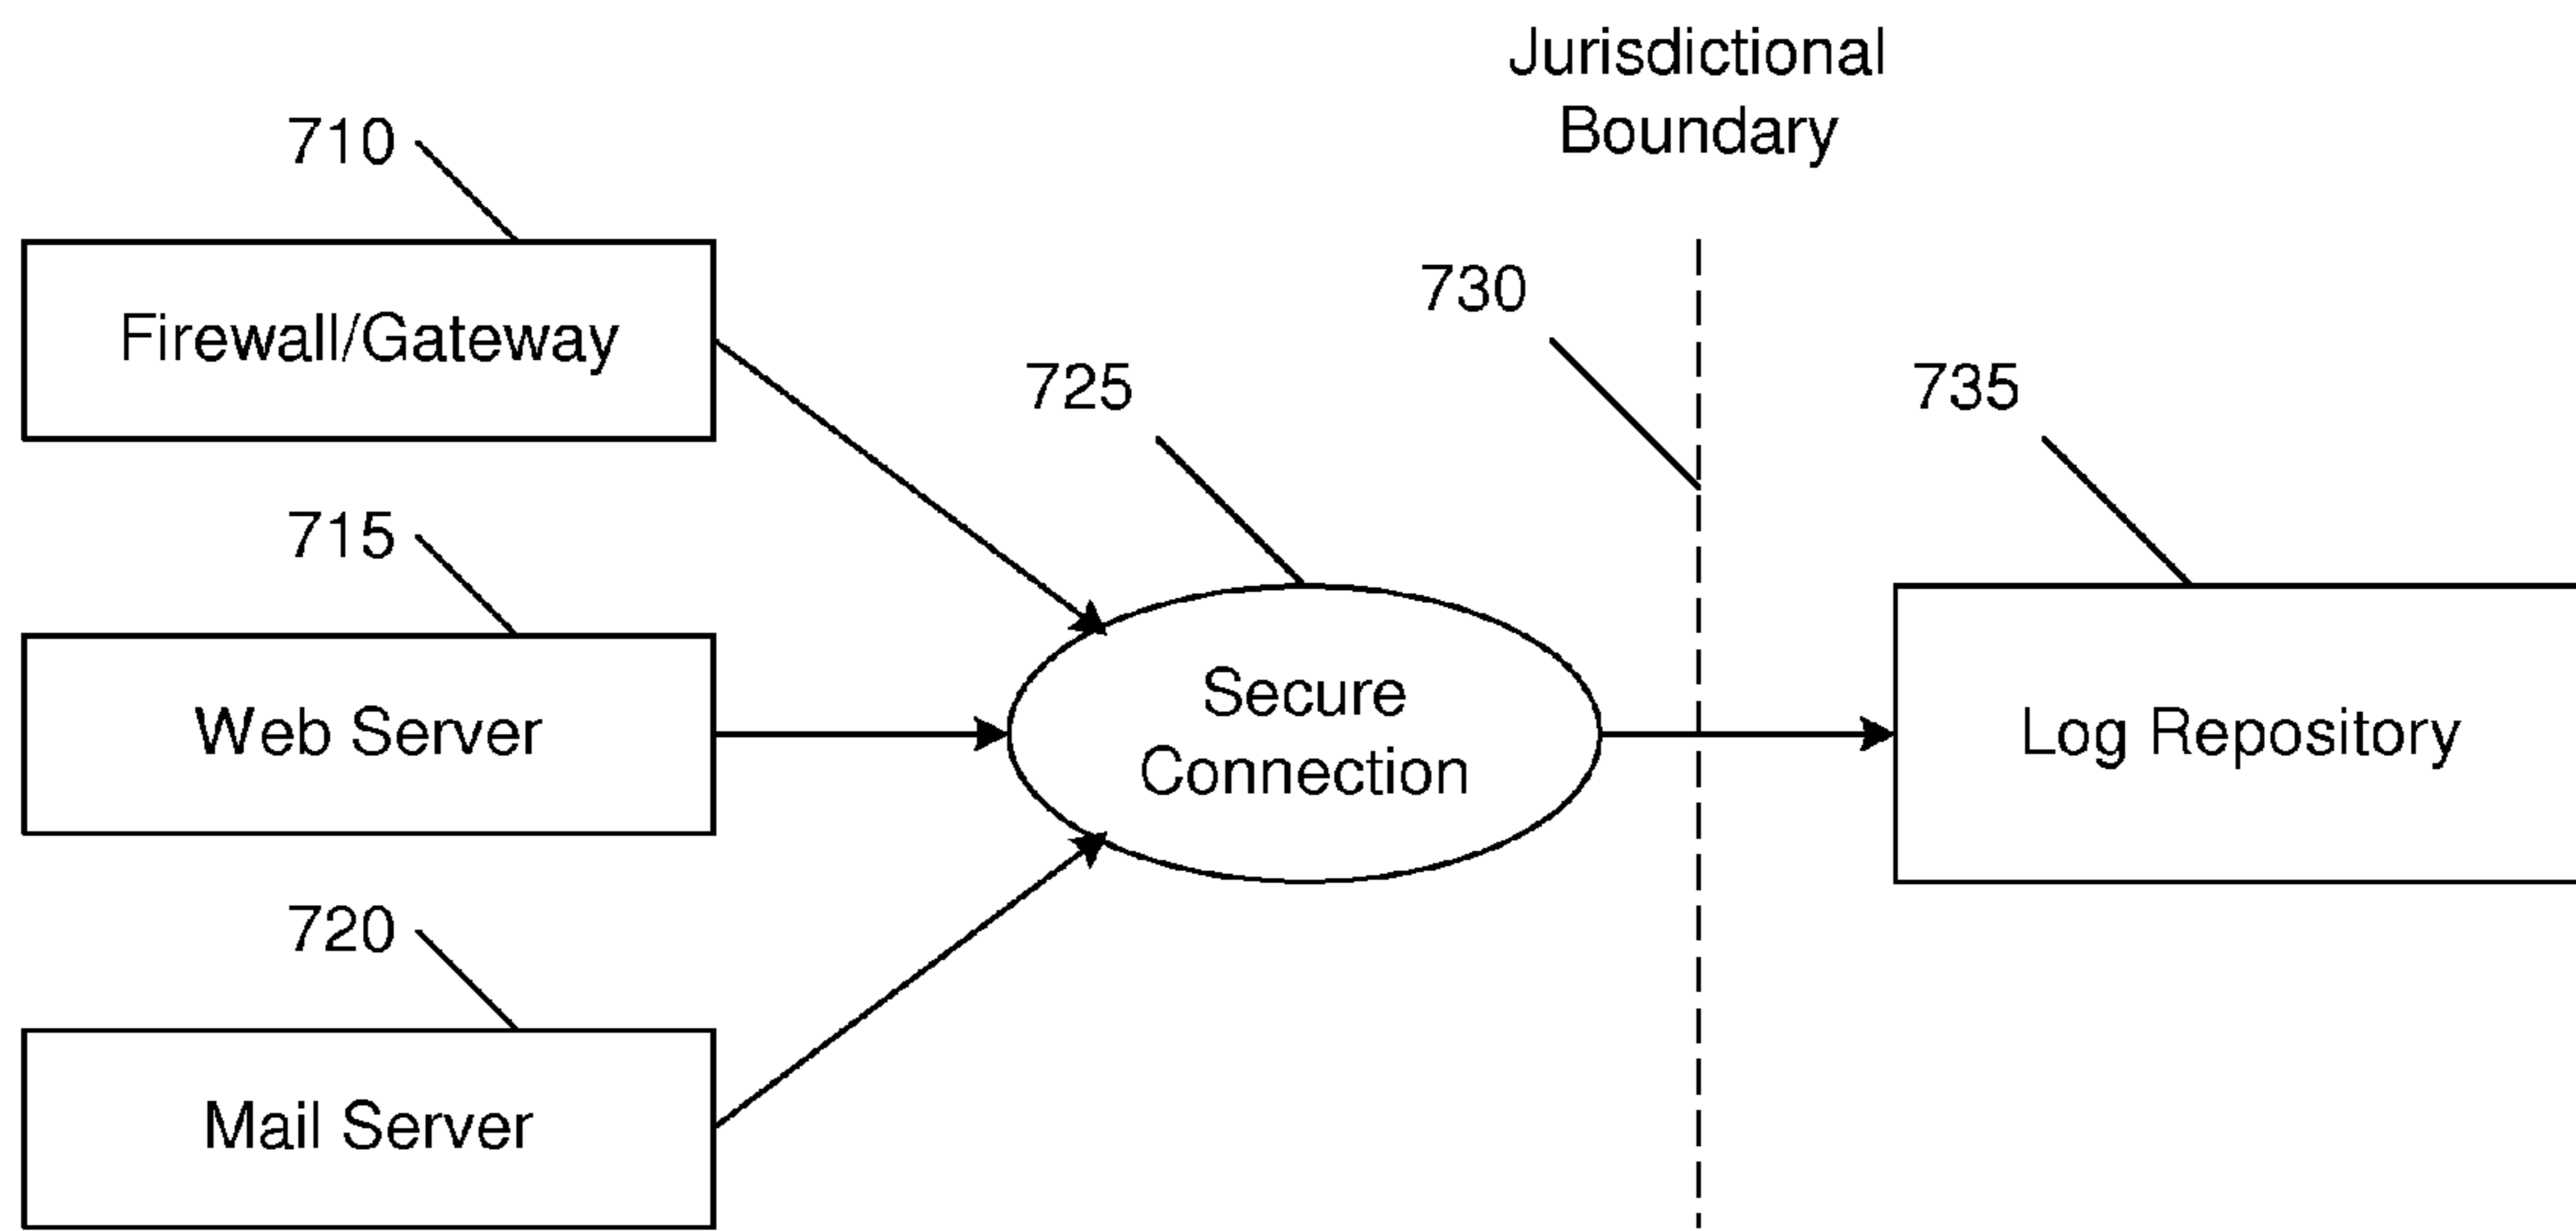 Jurisdictional
Boundary
710
Firewall/Gateway
730
725
735
715
Web Server
Secure
Connection
Log Repository
720
Mail Server